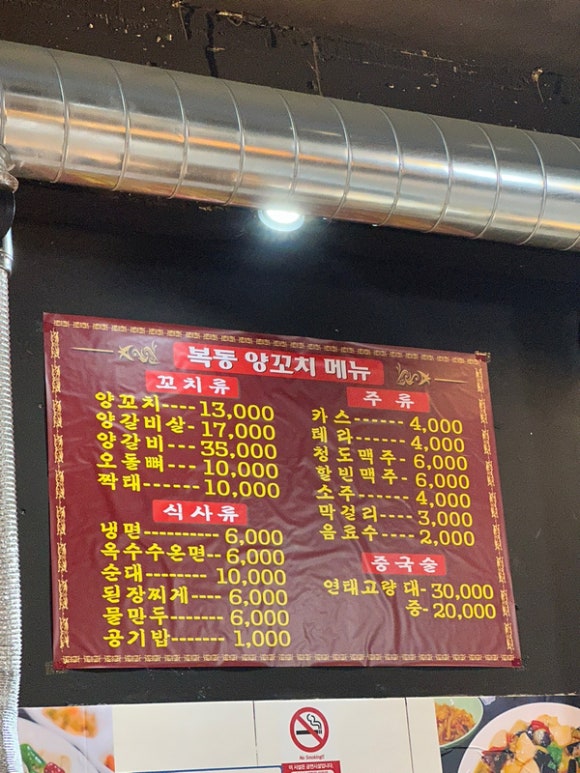 복동 양꼬치 메뉴
꼬치류
양꼬치---- 13,000
양갈비살- 17,000
양갈비--- 35,000
오돌뼈--- 10,000
짝태------- 10,000
식사류
냉면---------- 6,000
옥수수온면-- 6,000
순대-------- 10,000
된장찌게---- 6,000
물만두------- 6,000
공기밥------- 1,000
주류
카스------- 4,000
테라------- 4,000
청도맥주- 6,000
할빈맥주- 6,000
소주------ 4,000
막걸리---- 3,000
음료수---- 2,000
중국술
연태고량 대- 30,000
중- 20,000
No Smoking!!